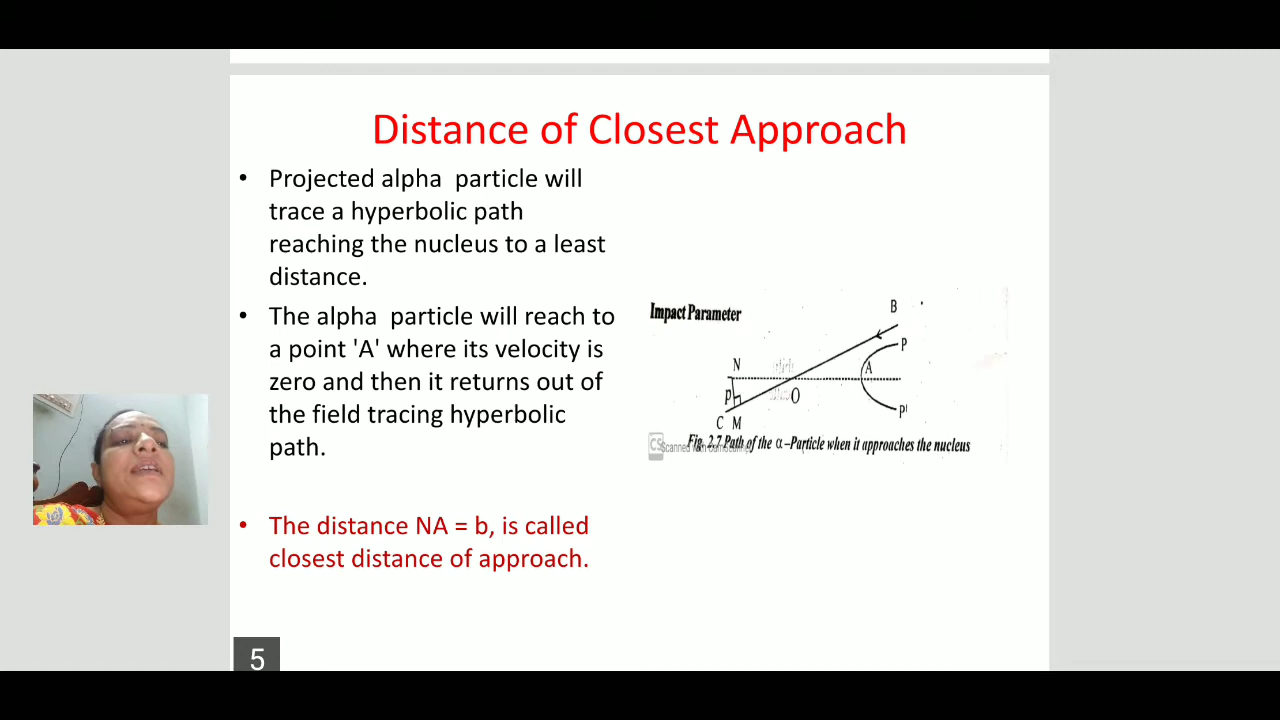 Distance of Closest Approach
• Projected alpha particle will
trace a hyperbolic path
reaching the nucleus to a least
distance.
• The alpha particle will reach to
a point 'A' where its velocity is
zero and then it returns out of
the field tracing hyperbolic
path.
• The distance NA = b, is called
closest distance of approach.
Impact Parameter
B
P
N
A
P
O
P'
C M
Fig. 2.7 Path of the α–Particle when it approaches the nucleus
CS Scanned with
5